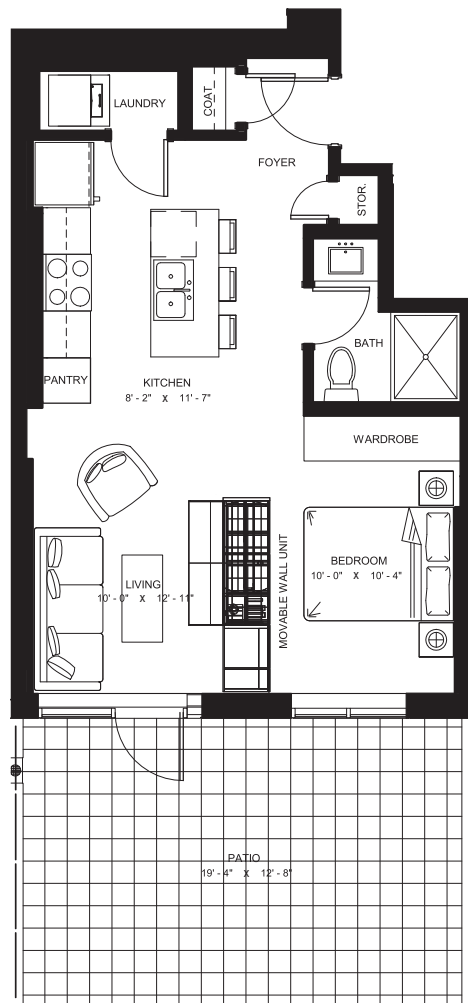 LAUNDRY
COAT
FOYER
STOR.
BATH
PANTRY
KITCHEN
8' - 2" X 11' - 7"
WARDROBE
MOVABLE WALL UNIT
BEDROOM
10' - 0" X 10' - 4"
LIVING
10' - 0" X 12' - 11"
PATIO
19' - 4" X 12' - 8"